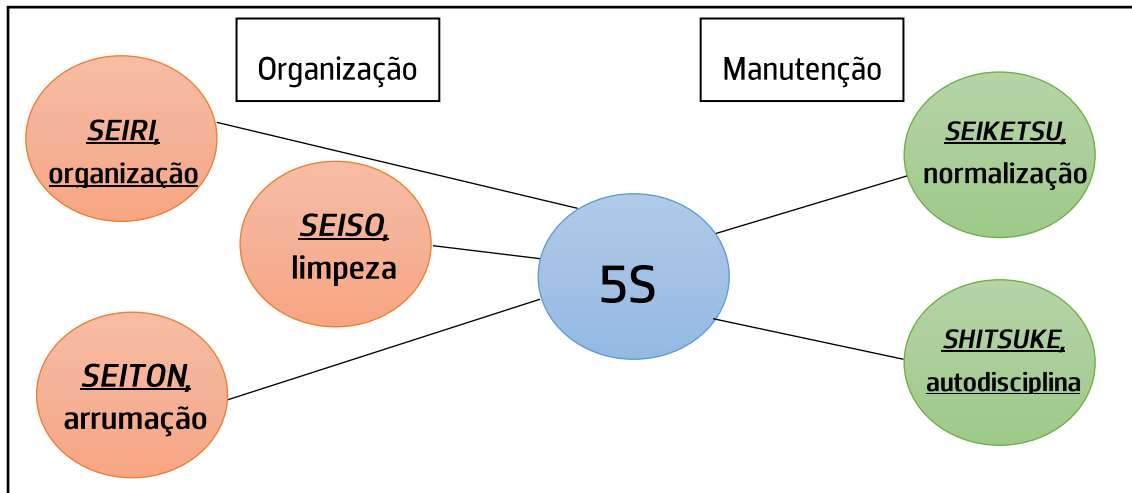 Organização
Manutenção
SEIRI,
organização
SEISO,
limpeza
SEITON,
arrumação
5S
SEIKETSU,
normalização
SHITSUKE,
autodisciplina